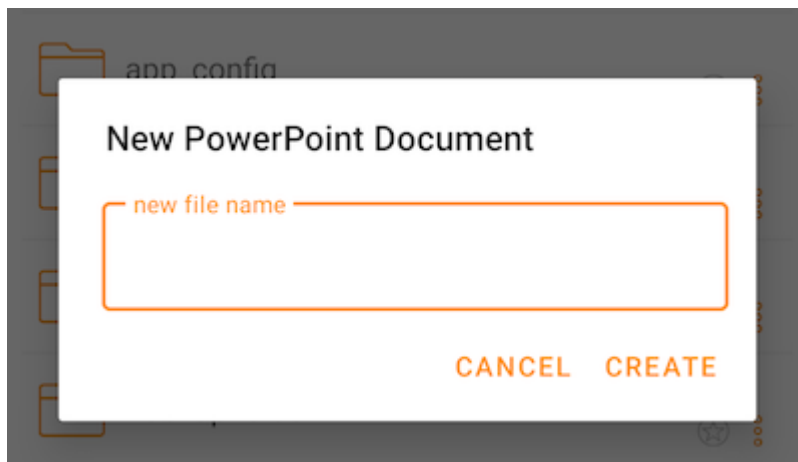 app_config
New PowerPoint Document
new file name
CANCEL CREATE